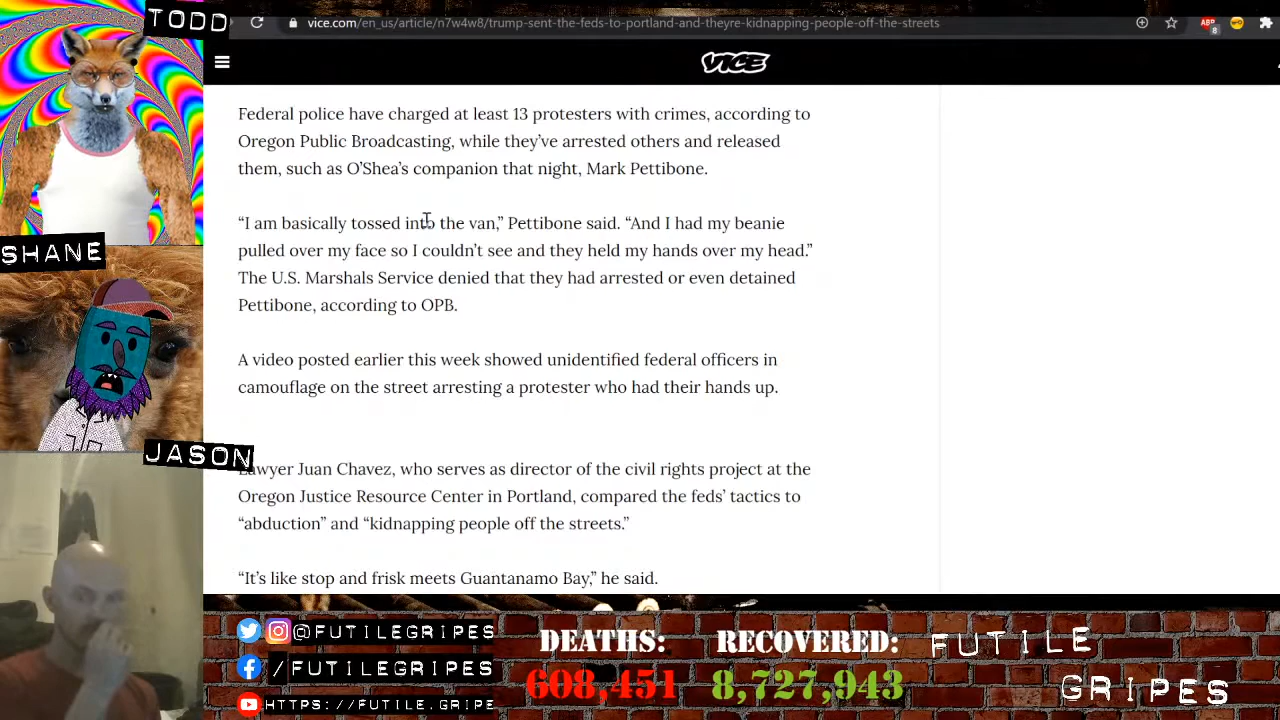 TODD
vice.com/en_us/article/n7w4w8/trump-sent-the-feds-to-portland-and-theyre-kidnapping-people-off-the-streets
ABP
8
VICE
Federal police have charged at least 13 protesters with crimes, according to
Oregon Public Broadcasting, while they’ve arrested others and released
them, such as O’Shea’s companion that night, Mark Pettibone.
“I am basically tossed into the van,” Pettibone said. “And I had my beanie
pulled over my face so I couldn’t see and they held my hands over my head.”
The U.S. Marshals Service denied that they had arrested or even detained
Pettibone, according to OPB.
SHANE
A video posted earlier this week showed unidentified federal officers in
camouflage on the street arresting a protester who had their hands up.
JASON
Lawyer Juan Chavez, who serves as director of the civil rights project at the
Oregon Justice Resource Center in Portland, compared the feds’ tactics to
“abduction” and “kidnapping people off the streets.”
“It’s like stop and frisk meets Guantanamo Bay,” he said.
@FUTILEGRIPES
/FUTILEGRIPES
HTTPS://FUTILE.GRIPE
DEATHS:
608,451
RECOVERED:
8,727,943
FUTILE
GRIPES